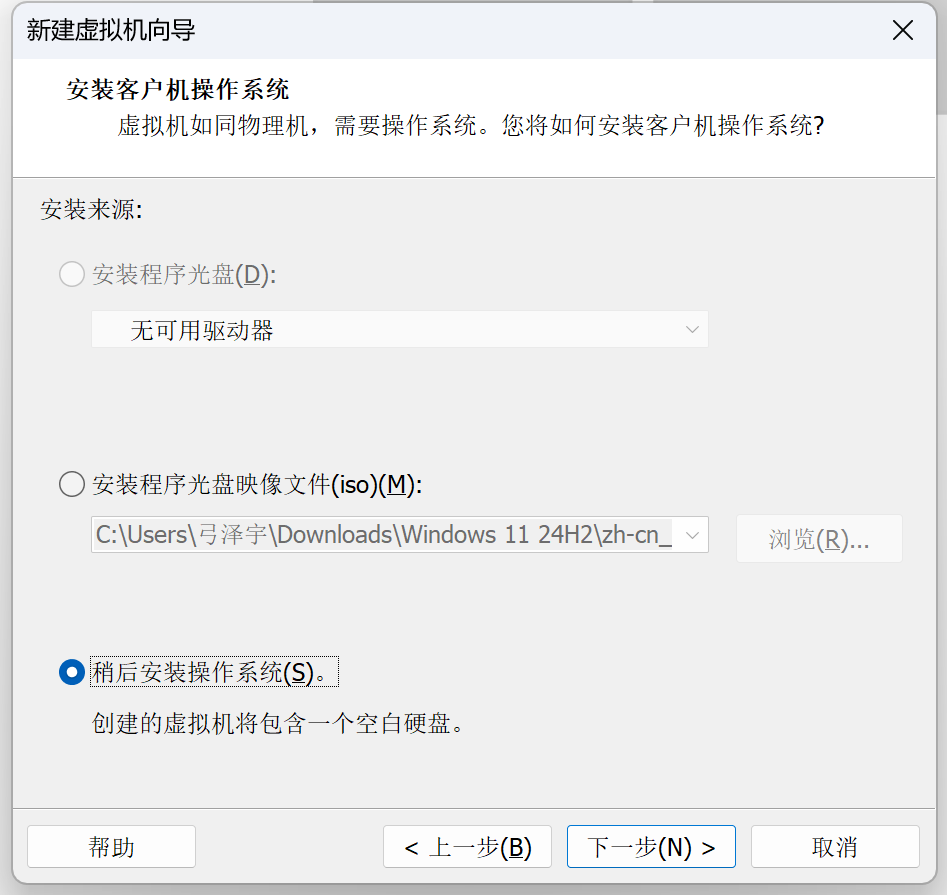 新建虚拟机向导
安装客户机操作系统
虚拟机如同物理机，需要操作系统。您将如何安装客户机操作系统?
安装来源:
安装程序光盘(D):
无可用驱动器
安装程序光盘映像文件(iso)(M):
C:\Users\弓泽宇\Downloads\Windows 11 24H2\zh-cn_
浏览(R)...
稍后安装操作系统(S)。
创建的虚拟机将包含一个空白硬盘。
帮助
< 上一步(B)
下一步(N) >
取消